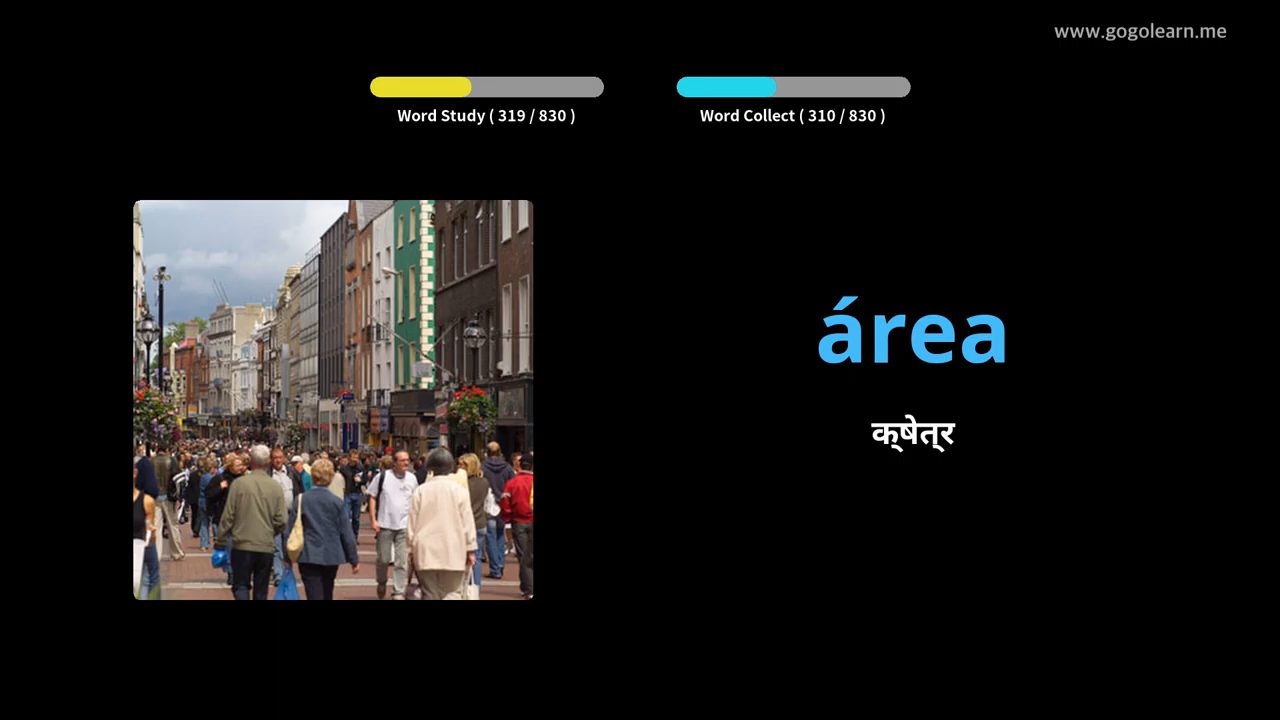 www.gogolearn.me
Word Study ( 319 / 830 )
Word Collect ( 310 / 830 )
área
क्षेत्र